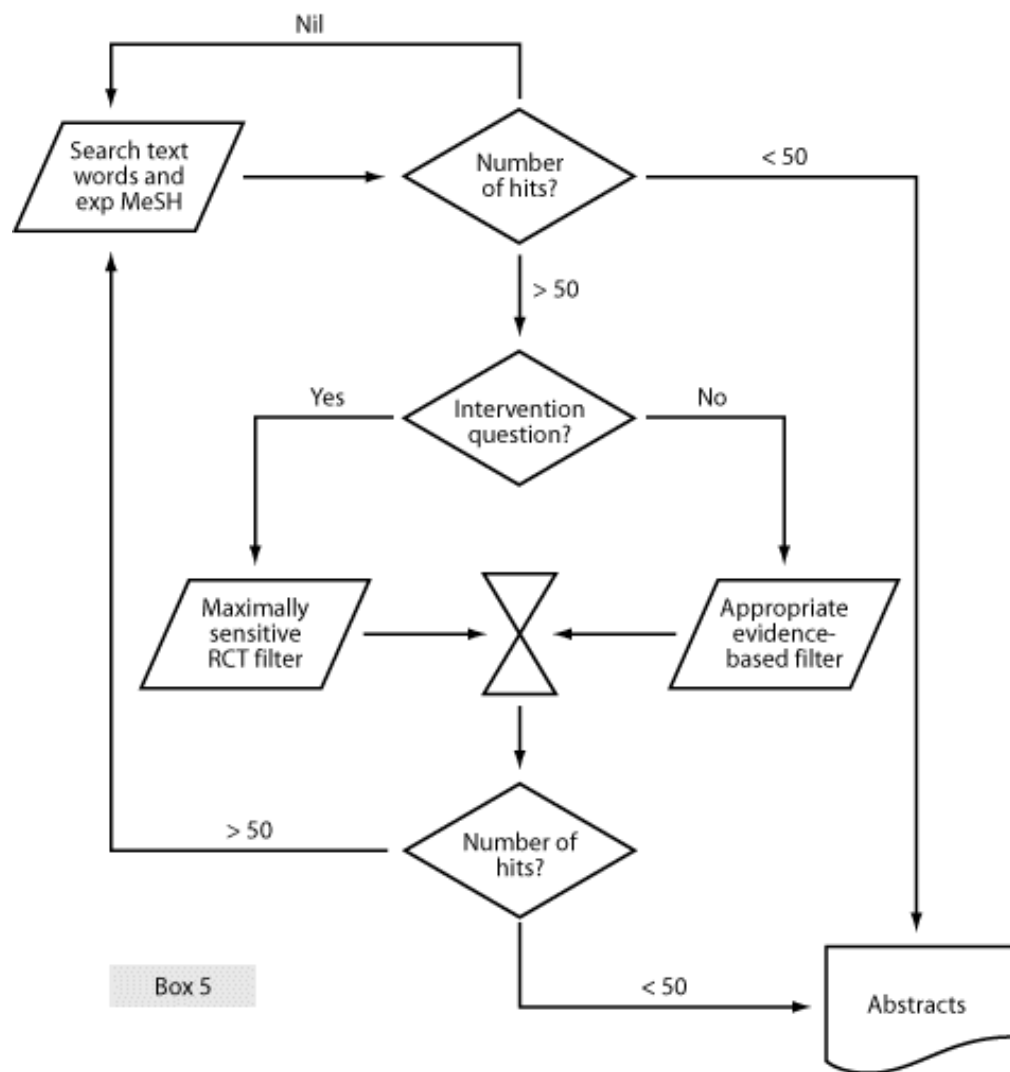 Nil
Search text
words and
exp MeSH
Number
of hits?
< 50
> 50
Yes
Intervention
question?
No
Maximally
sensitive
RCT filter
Appropriate
evidence-
based filter
> 50
Number of
hits?
Box 5
< 50
Abstracts